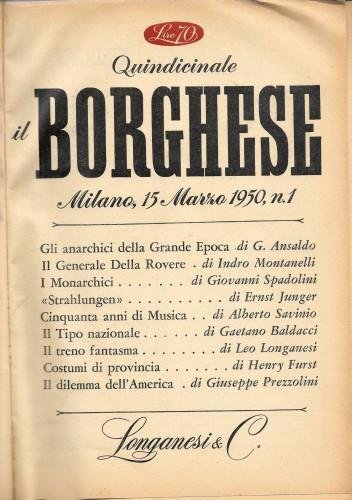 Lire 70
Quindicinale
il BORGHESE
Milano, 15 Marzo 1950, n.1
Gli anarchici della Grande Epoca di G. Ansaldo
Il Generale Della Rovere . di Indro Montanelli
I Monarchici . . . . . . . di Giovanni Spadolini
«Strahlungen» . . . . . . . . . . di Ernst Junger
Cinquanta anni di Musica . . di Alberto Savinio
Il Tipo nazionale . . . . . . di Gaetano Baldacci
Il treno fantasma . . . . . . . di Leo Longanesi
Costumi di provincia . . . . . . di Henry Furst
Il dilemma dell'America . di Giuseppe Prezzolini
Longanesi & C.